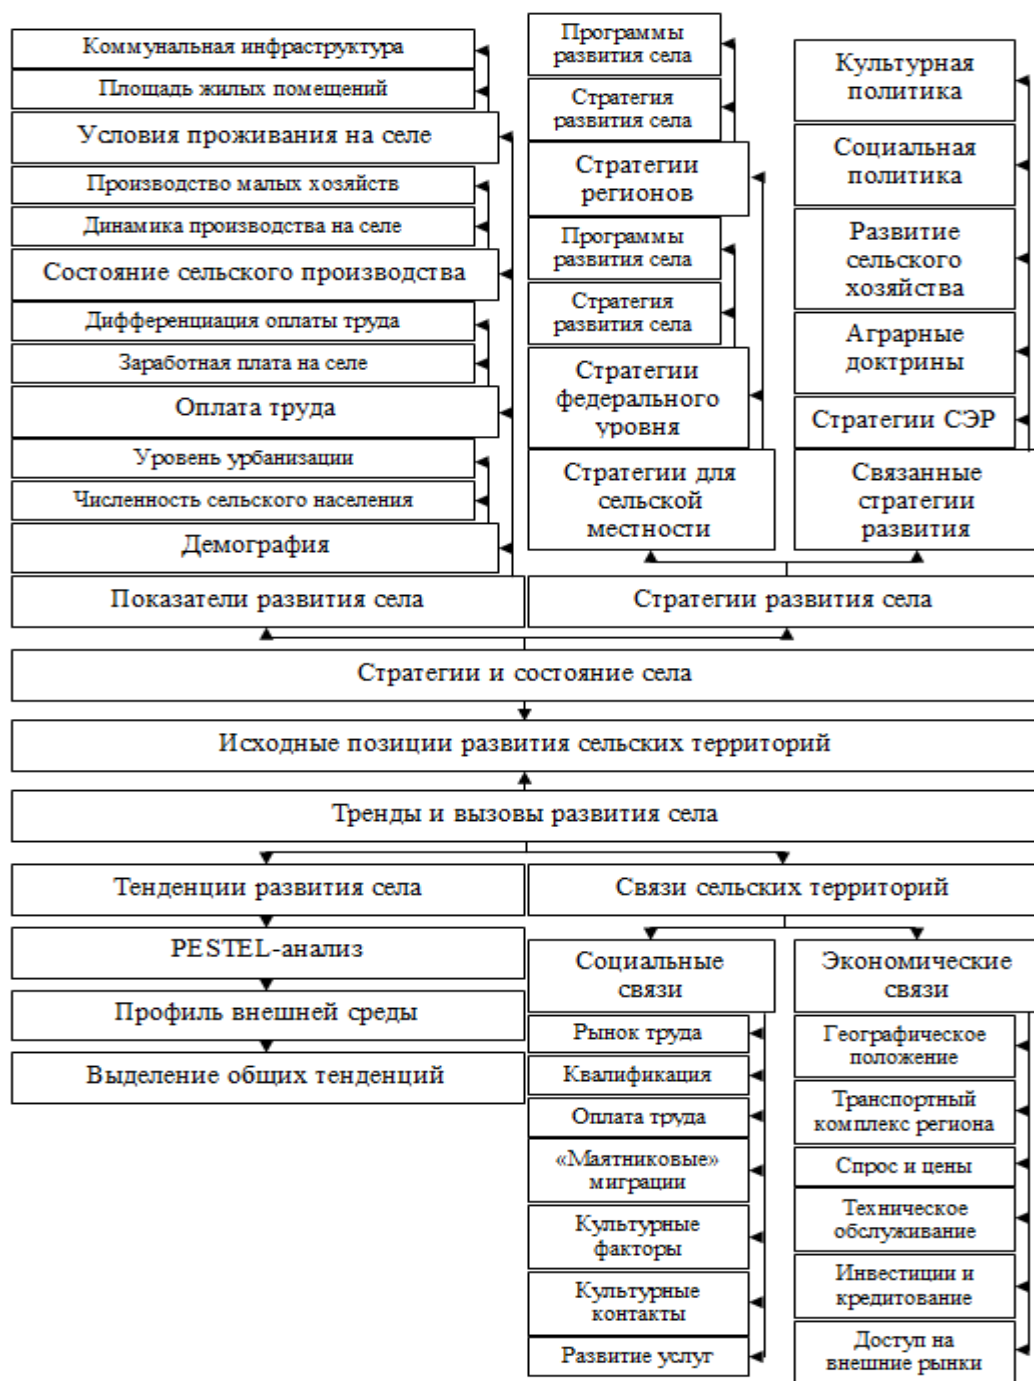 Коммунальная инфраструктура
Площадь жилых помещений
Условия проживания на селе
Производство малых хозяйств
Динамика производства на селе
Состояние сельского производства
Дифференциация оплаты труда
Заработная плата на селе
Оплата труда
Уровень урбанизации
Численность сельского населения
Демография
Показатели развития села
Программы
развития села
Стратегия
развития села
Стратегии
регионов
Программы
развития села
Стратегия
развития села
Стратегии
федерального
уровня
Стратегии для
сельской
местности
Культурная
политика
Социальная
политика
Развитие
сельского
хозяйства
Аграрные
доктрины
Стратегии СЭР
Связанные
стратегии
развития
Стратегии развития села
Стратегии и состояние села
Исходные позиции развития сельских территорий
Тренды и вызовы развития села
Тенденции развития села
PESTEL-анализ
Профиль внешней среды
Выделение общих тенденций
Связи сельских территорий
Социальные
связи
Рынок труда
Квалификация
Оплата труда
«Маятниковые»
миграции
Культурные
факторы
Культурные
контакты
Развитие услуг
Экономические
связи
Географическое
положение
Транспортный
комплекс региона
Спрос и цены
Техническое
обслуживание
Инвестиции и
кредитование
Доступ на
внешние рынки